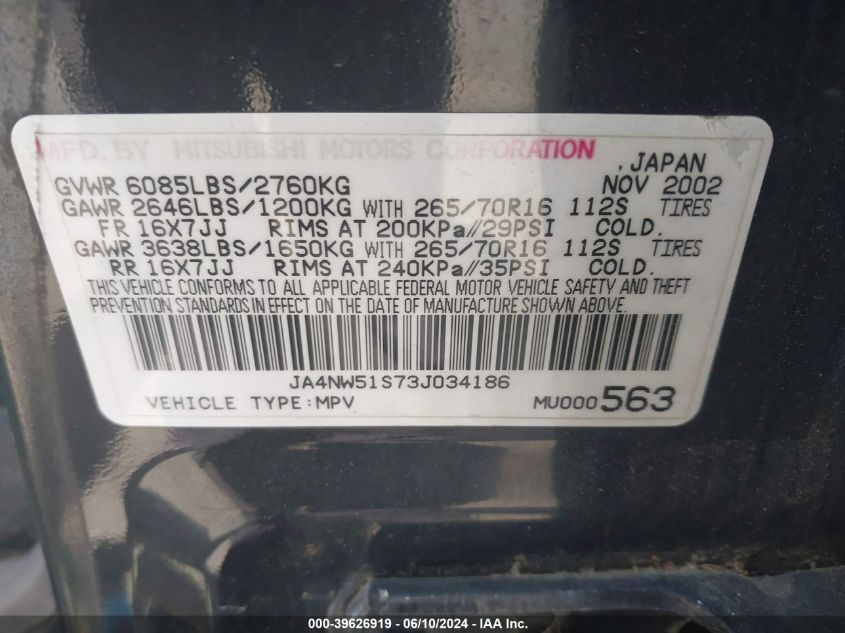 MFD. BY MITSUBISHI MOTORS CORPORATION
, JAPAN
GVWR 6085LBS/2760KG NOV 2002
GAWR 2646LBS/1200KG WITH 265/70R16 112S TIRES
FR 16X7JJ RIMS AT 200KPa//29PSI COLD.
GAWR 3638LBS/1650KG WITH 265/70R16 112S TIRES
RR 16X7JJ RIMS AT 240KPa//35PSI COLD.
THIS VEHICLE CONFORMS TO ALL APPLICABLE FEDERAL MOTOR VEHICLE SAFETY AND THEFT
PREVENTION STANDARDS IN EFFECT ON THE DATE OF MANUFACTURE SHOWN ABOVE.
JA4NW51S73J034186
VEHICLE TYPE:MPV MU000563
000-39626919 - 06/10/2024 - © IAA, Inc.